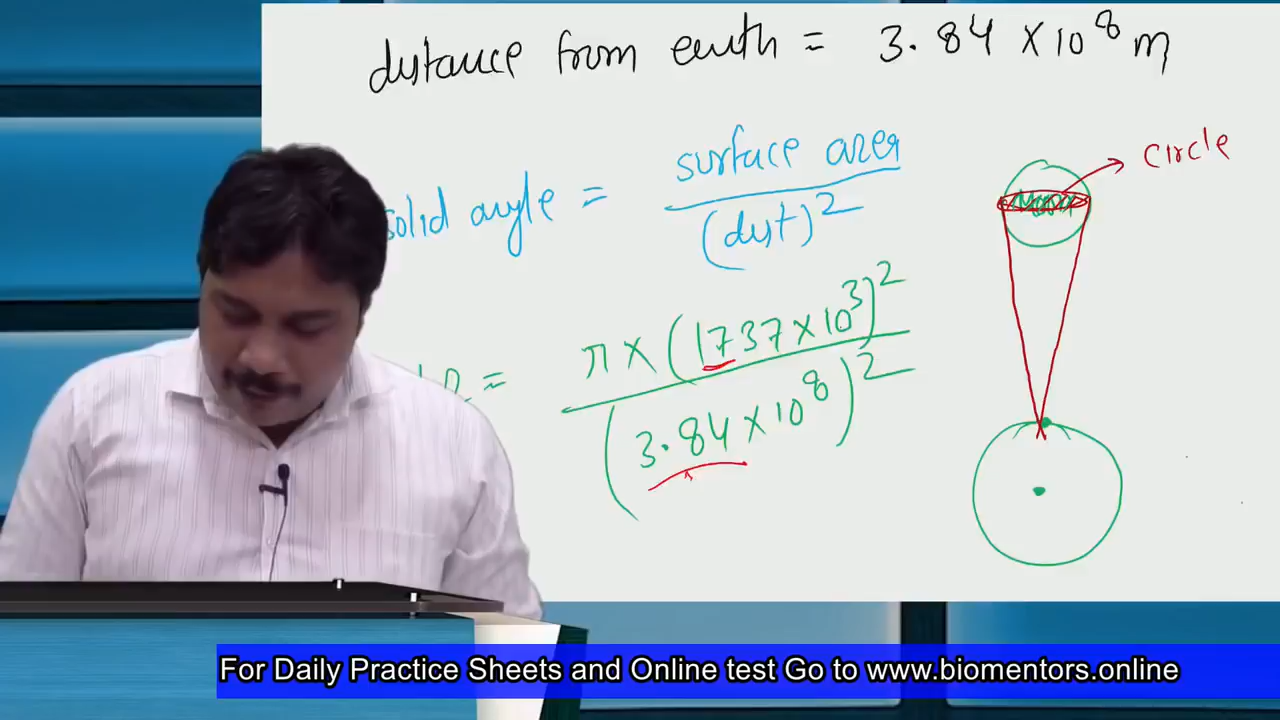 distance from earth = 3.84 X 10^8 m
circle
solid angle = surface area / (dist)^2
Moon
= π X (1737 X 10^3)^2 / (3.84 X 10^8)^2
For Daily Practice Sheets and Online test Go to www.biomentors.online